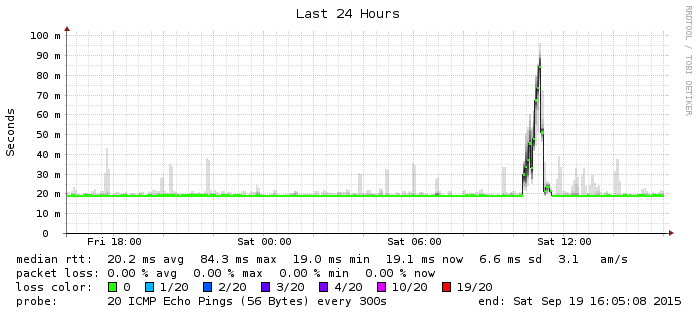 Last 24 Hours
RRDTOOL / TOBI OETIKER
Seconds
100 m
90 m
80 m
70 m
60 m
50 m
40 m
30 m
20 m
10 m
0
Fri 18:00 Sat 00:00 Sat 06:00 Sat 12:00
median rtt: 20.2 ms avg 84.3 ms max 19.0 ms min 19.1 ms now 6.6 ms sd 3.1 am/s
packet loss: 0.00 % avg 0.00 % max 0.00 % min 0.00 % now
loss color: 0 1/20 2/20 3/20 4/20 10/20 19/20
probe: 20 ICMP Echo Pings (56 Bytes) every 300s end: Sat Sep 19 16:05:08 2015